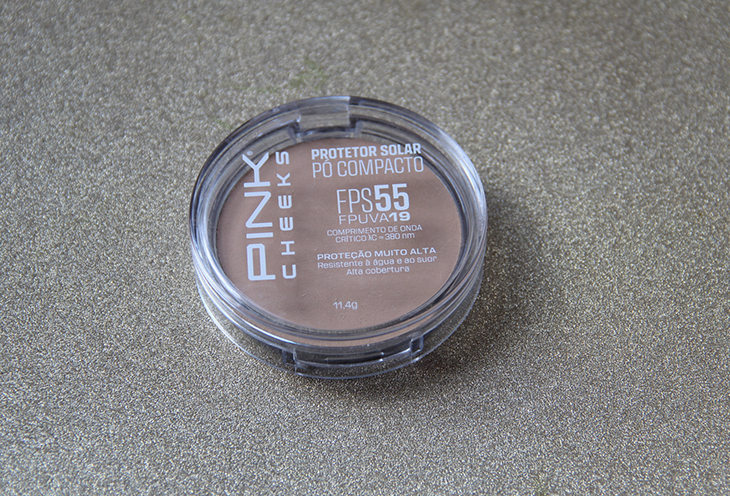 PINK
CHEEKS
PROTETOR SOLAR
PÓ COMPACTO
FPS55
FPUVA19
COMPRIMENTO DE ONDA
CRÍTICO λC = 380 nm
PROTEÇÃO MUITO ALTA
Resistente à água e ao suor
Alta cobertura
11,4g